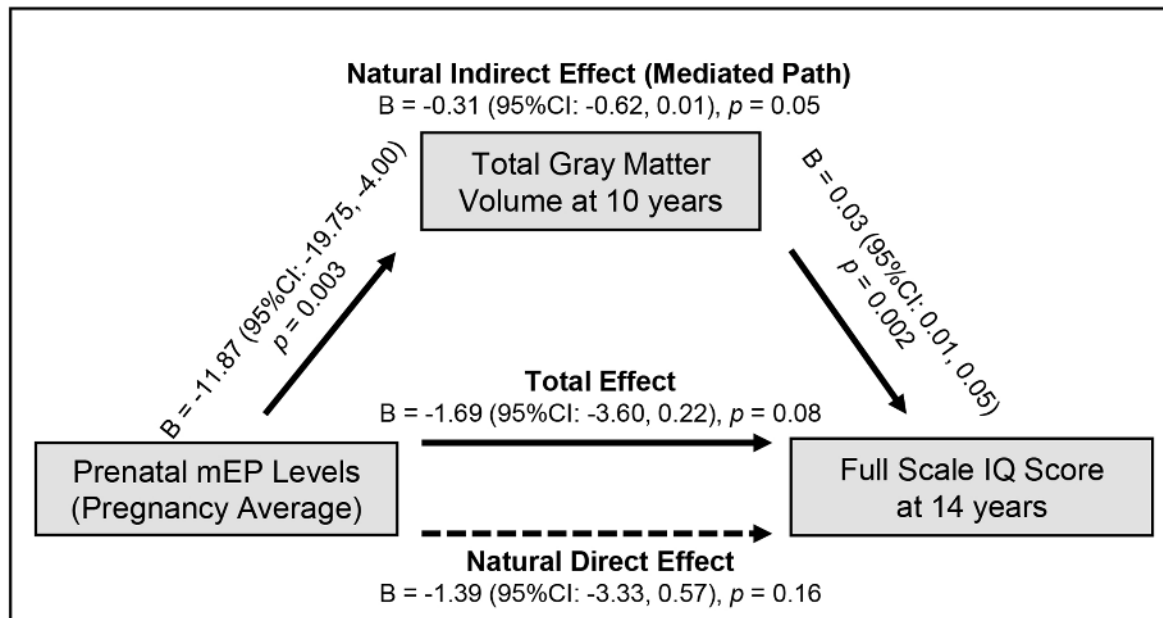 Natural Indirect Effect (Mediated Path)
B = -0.31 (95%CI: -0.62, 0.01), p = 0.05
Total Gray Matter
Volume at 10 years
B = -11.87 (95%CI: -19.75, -4.00)
p = 0.003
B = 0.03 (95%CI: 0.01, 0.05)
p = 0.002
Total Effect
B = -1.69 (95%CI: -3.60, 0.22), p = 0.08
Prenatal mEP Levels
(Pregnancy Average)
Full Scale IQ Score
at 14 years
Natural Direct Effect
B = -1.39 (95%CI: -3.33, 0.57), p = 0.16